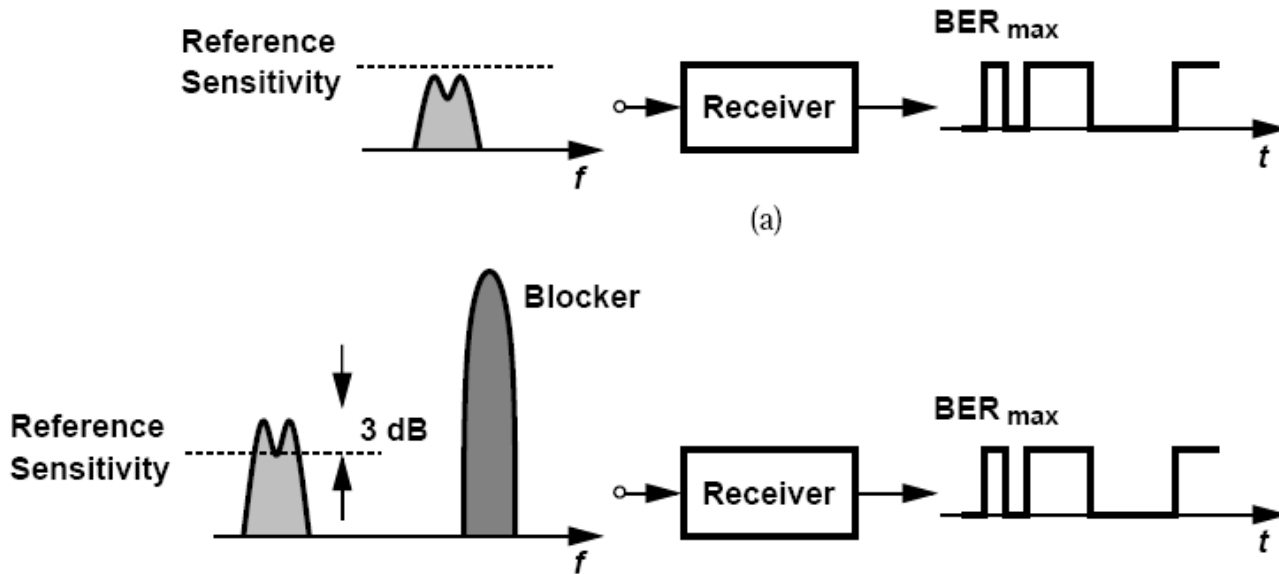 Reference
Sensitivity
f
Receiver
BER max
t
(a)
Blocker
Reference
Sensitivity
3 dB
f
Receiver
BER max
t